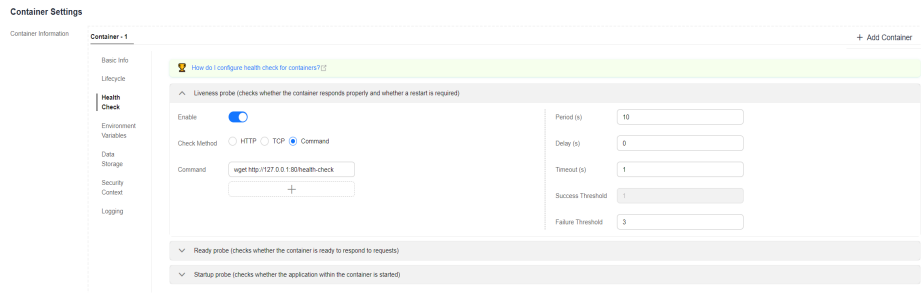 Container Settings
Container Information
Container - 1
+ Add Container
Basic Info
Lifecycle
Health
Check
Environment
Variables
Data
Storage
Security
Context
Logging
How do I configure health check for containers?
Liveness probe (checks whether the container responds properly and whether a restart is required)
Enable
Check Method HTTP TCP Command
Command wget http://127.0.0.1:80/health-check
+
Period (s) 10
Delay (s) 0
Timeout (s) 1
Success Threshold 1
Failure Threshold 3
Ready probe (checks whether the container is ready to respond to requests)
Startup probe (checks whether the application within the container is started)